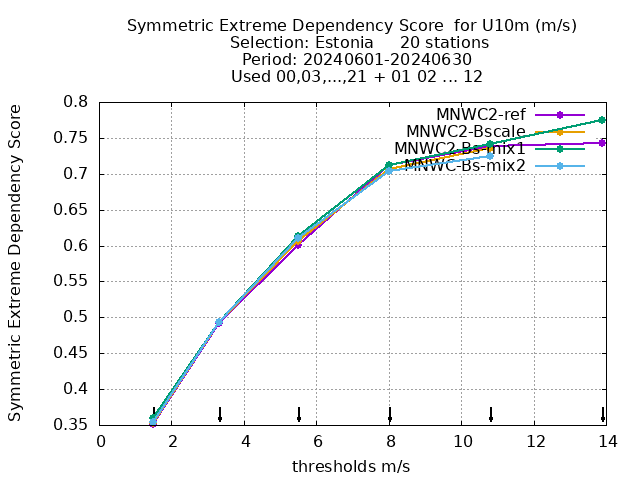 Symmetric Extreme Dependency Score  for U10m (m/s)
Selection: Estonia     20 stations
Period: 20240601-20240630
Used 00,03,...,21 + 01 02 ... 12
Symmetric Extreme Dependency Score
0.8
0.75
0.7
0.65
0.6
0.55
0.5
0.45
0.4
0.35
MNWC2-ref
MNWC2-Bscale
MNWC2-Bs-mix1
MNWC-Bs-mix2
0 2 4 6 8 10 12 14
thresholds m/s